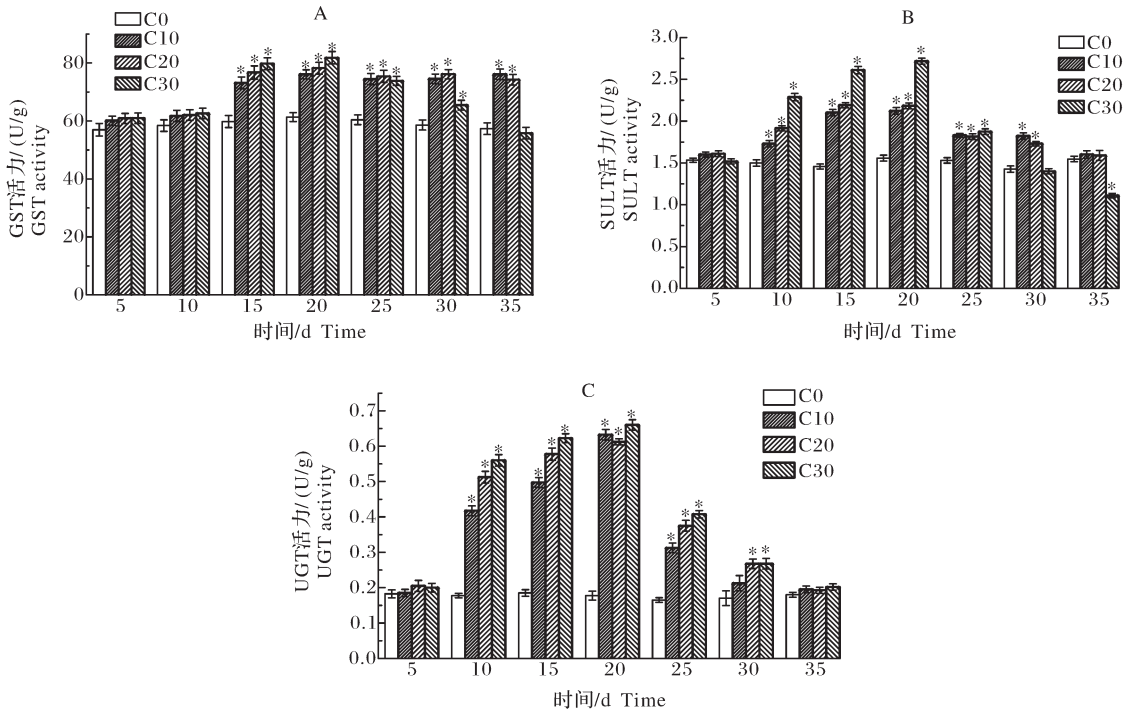 A
C0
C10
C20
C30
GST活力/(U/g)
GST activity
80
60
40
20
0
* * * * * * * * * * * * * *
5 10 15 20 25 30 35
时间/d Time
B
C0
C10
C20
C30
SULT活力/(U/g)
SULT activity
3.0
2.5
2.0
1.5
1.0
0.5
0.0
* * * * * * * * * * * * * * *
5 10 15 20 25 30 35
时间/d Time
C
C0
C10
C20
C30
UGT活力/(U/g)
UGT activity
0.7
0.6
0.5
0.4
0.3
0.2
0.1
0.0
* * * * * * * * * * * * * *
5 10 15 20 25 30 35
时间/d Time